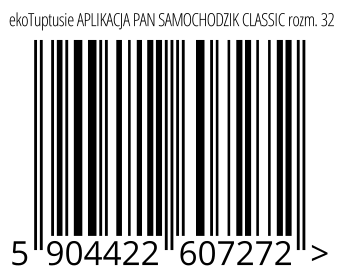 ekoTuptusie APLIKACJA PAN SAMOCHODZIK CLASSIC rozm. 32
5 904422 607272 >